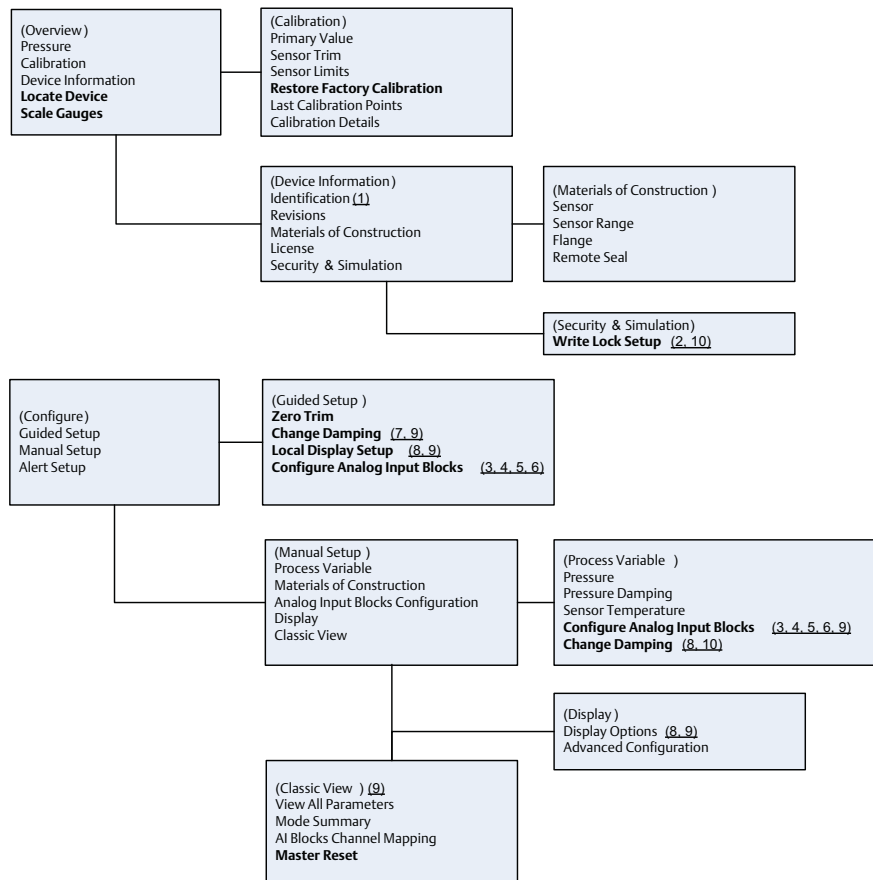 (Overview)
Pressure
Calibration
Device Information
Locate Device
Scale Gauges
(Calibration)
Primary Value
Sensor Trim
Sensor Limits
Restore Factory Calibration
Last Calibration Points
Calibration Details
(Device Information)
Identification (1)
Revisions
Materials of Construction
License
Security & Simulation
(Materials of Construction )
Sensor
Sensor Range
Flange
Remote Seal
(Security & Simulation)
Write Lock Setup (2, 10)
(Configure)
Guided Setup
Manual Setup
Alert Setup
(Guided Setup )
Zero Trim
Change Damping (7, 9)
Local Display Setup (8, 9)
Configure Analog Input Blocks (3, 4, 5, 6)
(Manual Setup )
Process Variable
Materials of Construction
Analog Input Blocks Configuration
Display
Classic View
(Process Variable )
Pressure
Pressure Damping
Sensor Temperature
Configure Analog Input Blocks (3, 4, 5, 6, 9)
Change Damping (8, 10)
(Display)
Display Options (8, 9)
Advanced Configuration
(Classic View ) (9)
View All Parameters
Mode Summary
AI Blocks Channel Mapping
Master Reset